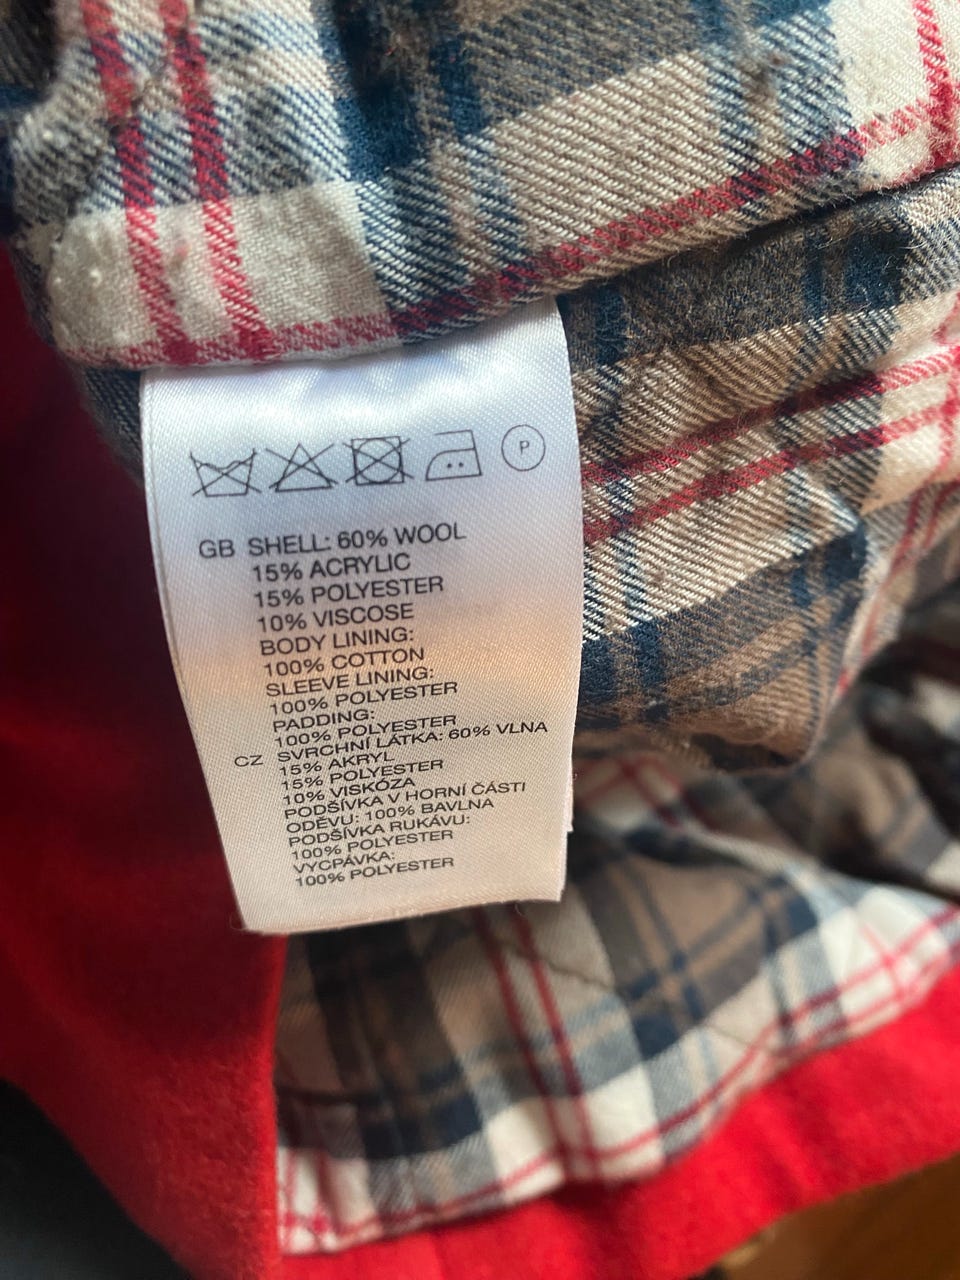 P
GB SHELL: 60% WOOL
15% ACRYLIC
15% POLYESTER
10% VISCOSE
BODY LINING:
100% COTTON
SLEEVE LINING:
100% POLYESTER
PADDING:
100% POLYESTER
CZ SVRCHNÍ LÁTKA: 60% VLNA
15% AKRYL
15% POLYESTER
10% VISKÓZA
PODŠÍVKA V HORNÍ ČÁSTI
ODĚVU: 100% BAVLNA
PODŠÍVKA RUKÁVU:
100% POLYESTER
VYCPÁVKA:
100% POLYESTER